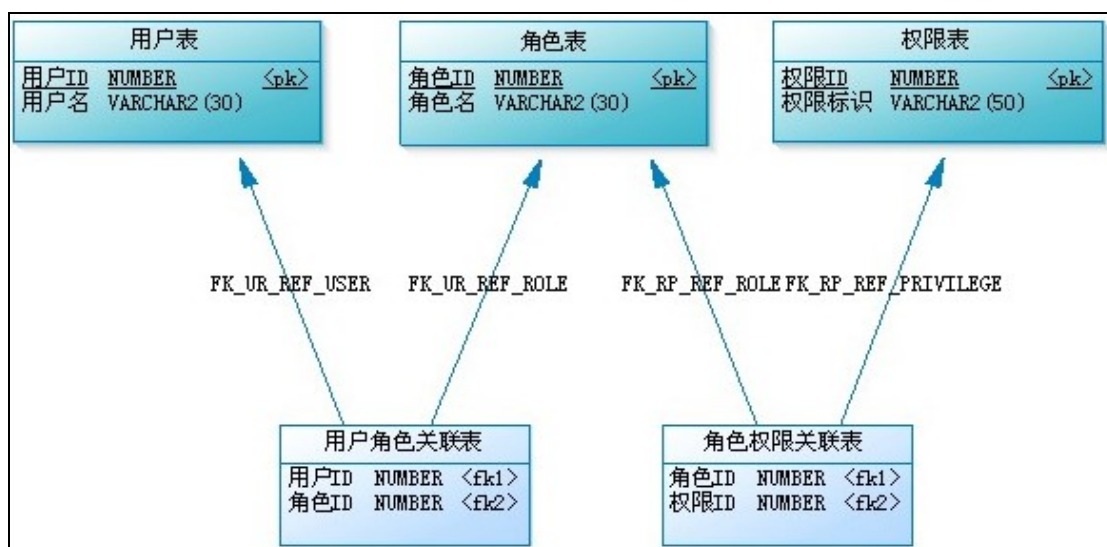 用户表
用户ID NUMBER <pk>
用户名 VARCHAR2(30)
角色表
角色ID NUMBER <pk>
角色名 VARCHAR2(30)
权限表
权限ID NUMBER <pk>
权限标识 VARCHAR2(50)
FK_UR_REF_USER
FK_UR_REF_ROLE
FK_RP_REF_ROLE
FK_RP_REF_PRIVILEGE
用户角色关联表
用户ID NUMBER <fk1>
角色ID NUMBER <fk2>
角色权限关联表
角色ID NUMBER <fk1>
权限ID NUMBER <fk2>